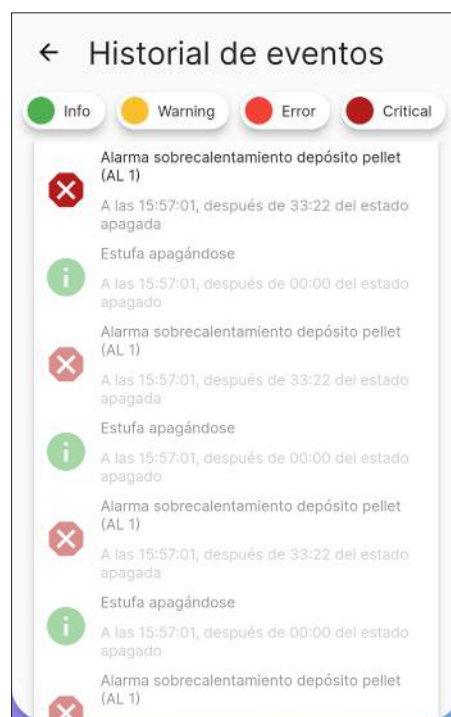 Historial de eventos
Info
Warning
Error
Critical
Alarma sobrecalentamiento depósito pellet
(AL 1)
A las 15:57:01, después de 33:22 del estado
apagada
Estufa apagándose
A las 15:57:01, después de 00:00 del estado
apagado
Alarma sobrecalentamiento depósito pellet
(AL 1)
A las 15:57:01, después de 33:22 del estado
apagada
Estufa apagándose
A las 15:57:01, después de 00:00 del estado
apagado
Alarma sobrecalentamiento depósito pellet
(AL 1)
A las 15:57:01, después de 33:22 del estado
apagada
Estufa apagándose
A las 15:57:01, después de 00:00 del estado
apagado
Alarma sobrecalentamiento depósito pellet
(AL 1)